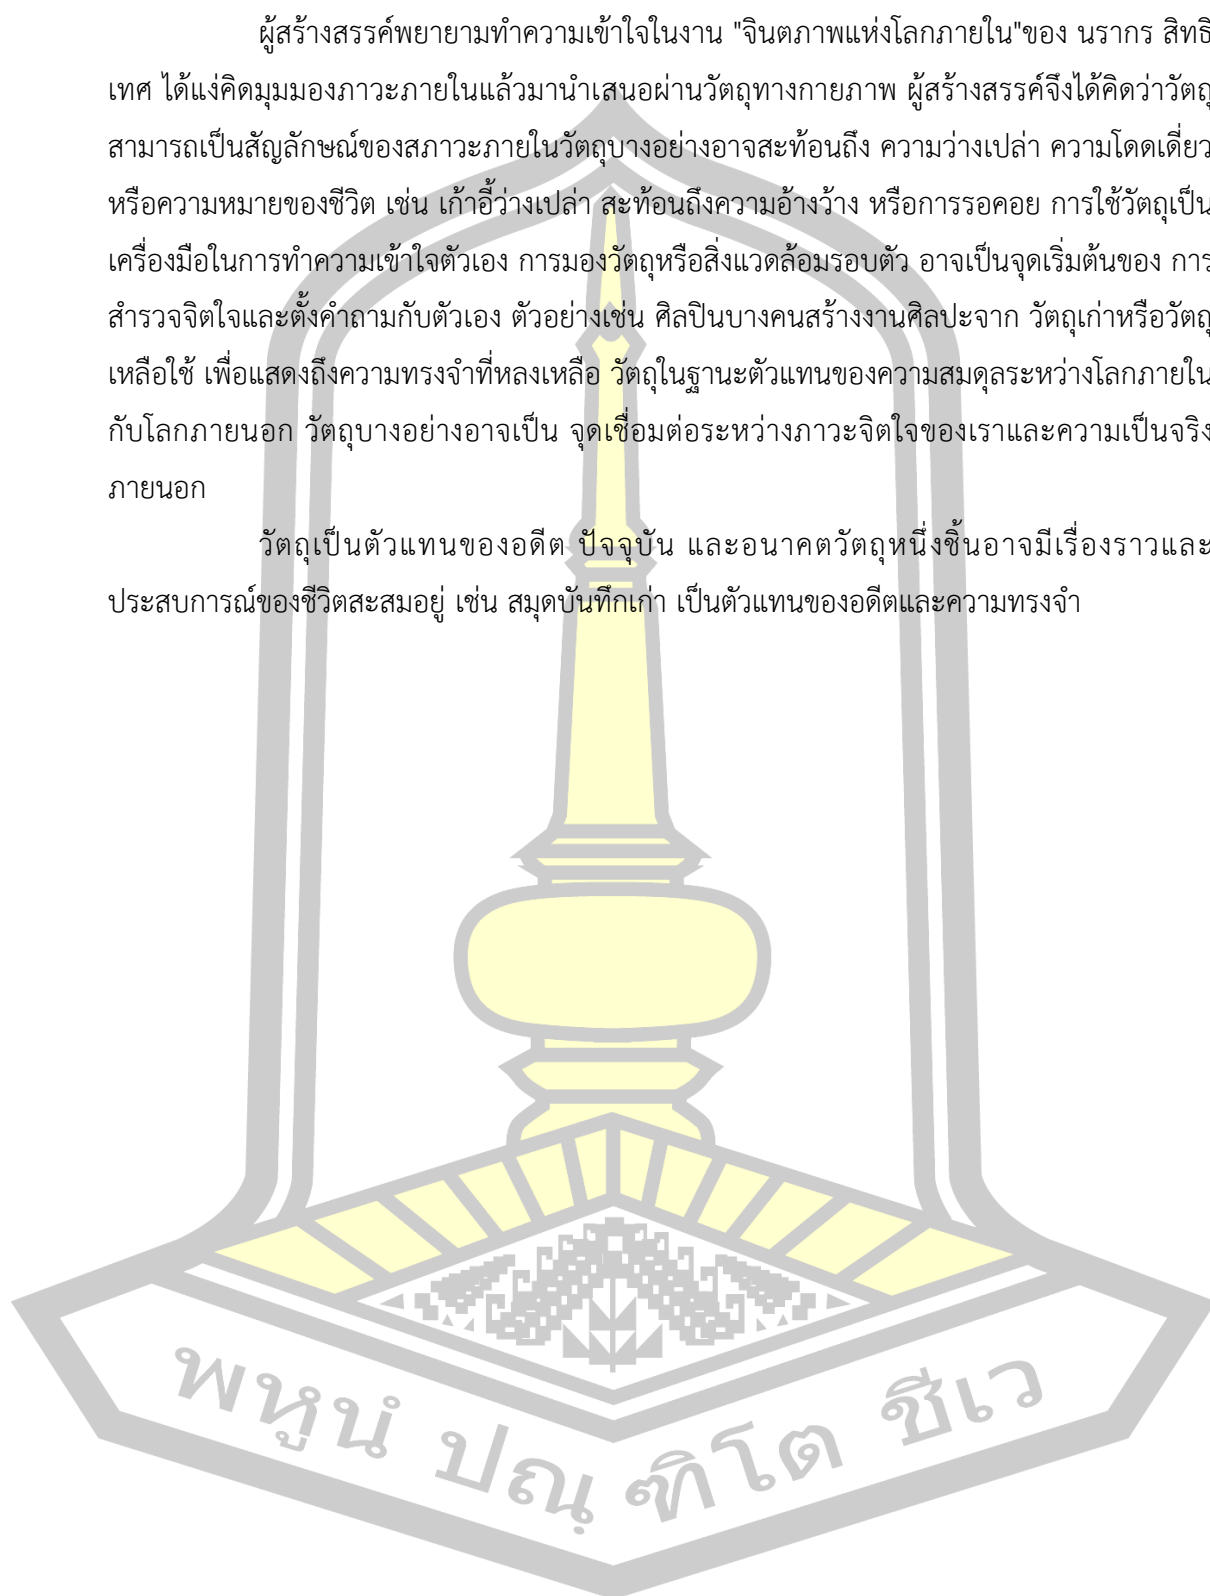 ผู้สร้างสรรค์พยายามทำความเข้าใจในงาน "จินตภาพแห่งโลกภายใน"ของ นรากร สิทธิ
เทศ ได้แง่คิดมุมมองภาวะภายในแล้วมานำเสนอผ่านวัตถุทางกายภาพ ผู้สร้างสรรค์จึงได้คิดว่าวัตถุ
สามารถเป็นสัญลักษณ์ของสภาวะภายในวัตถุบางอย่างอาจสะท้อนถึง ความว่างเปล่า ความโดดเดี่ยว
หรือความหมายของชีวิต เช่น เก้าอี้ว่างเปล่า สะท้อนถึงความอ้างว้าง หรือการรอคอย การใช้วัตถุเป็น
เครื่องมือในการทำความเข้าใจตัวเอง การมองวัตถุหรือสิ่งแวดล้อมรอบตัว อาจเป็นจุดเริ่มต้นของ การ
สำรวจจิตใจและตั้งคำถามกับตัวเอง ตัวอย่างเช่น ศิลปินบางคนสร้างงานศิลปะจาก วัตถุเก่าหรือวัตถุ
เหลือใช้ เพื่อแสดงถึงความทรงจำที่หลงเหลือ วัตถุในฐานะตัวแทนของความสมดุลระหว่างโลกภายใน
กับโลกภายนอก วัตถุบางอย่างอาจเป็น จุดเชื่อมต่อระหว่างภาวะจิตใจของเราและความเป็นจริง
ภายนอก
วัตถุเป็นตัวแทนของอดีต ปัจจุบัน และอนาคตวัตถุหนึ่งชิ้นอาจมีเรื่องราวและ
ประสบการณ์ของชีวิตสะสมอยู่ เช่น สมุดบันทึกเก่า เป็นตัวแทนของอดีตและความทรงจำ
พหูนํ ปณฺฑิโต ชีเว